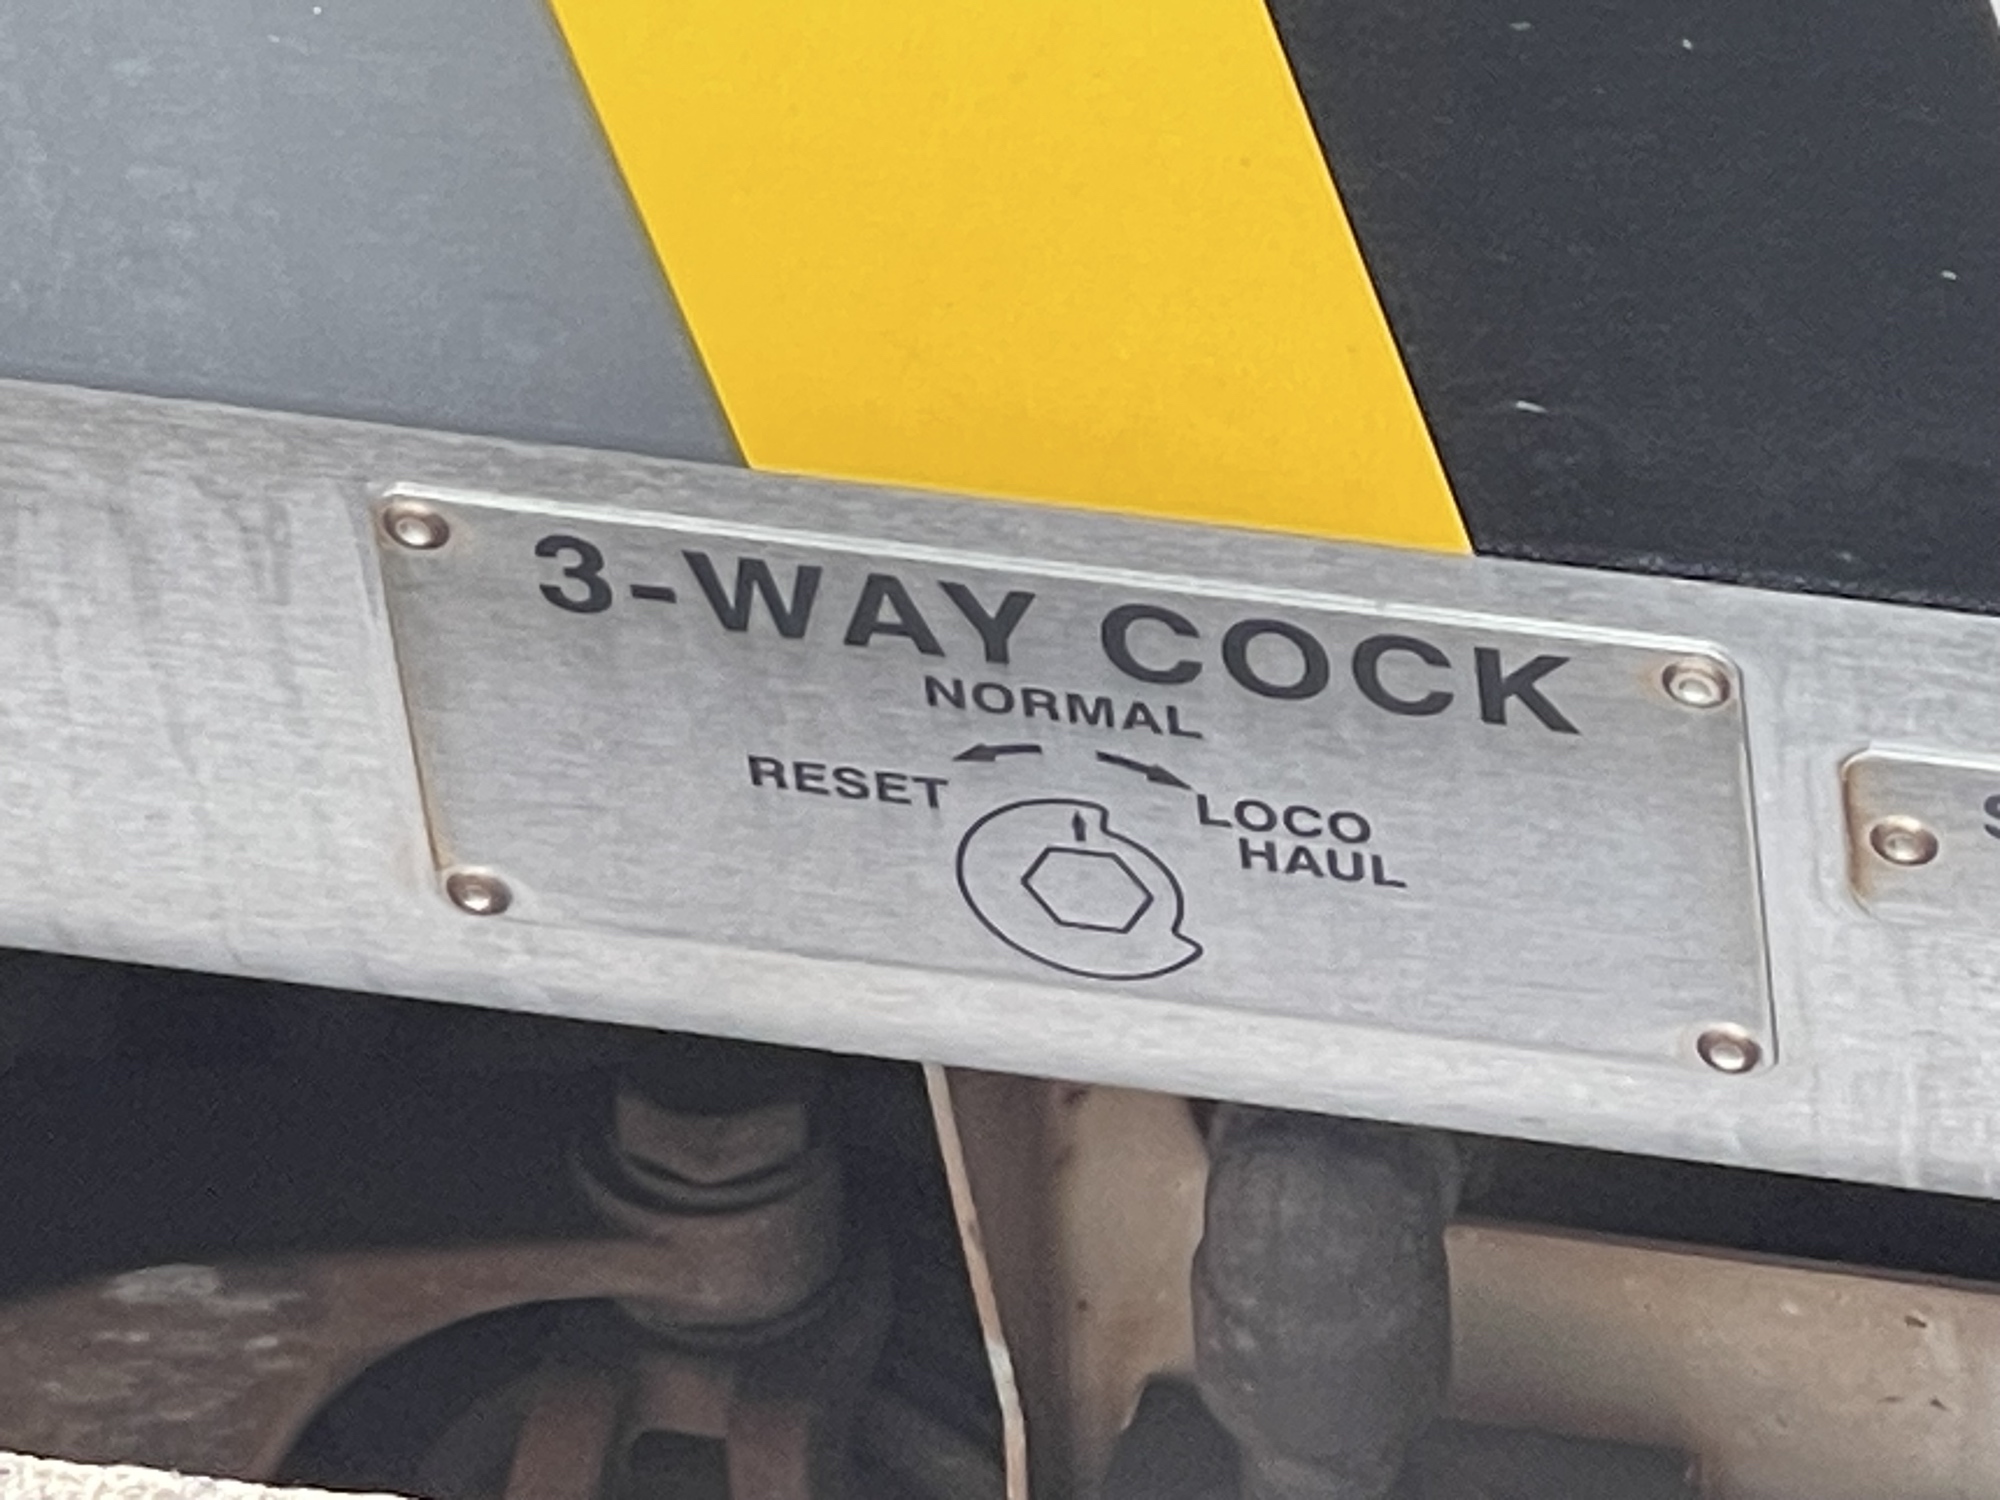 3-WAY COCK
NORMAL
RESET
LOCO
HAUL